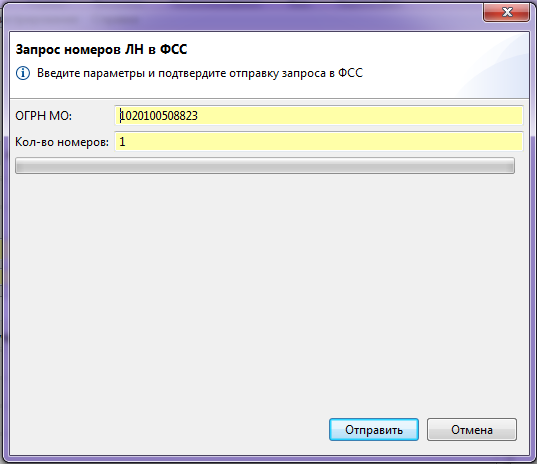 Запрос номеров ЛН в ФСС
Введите параметры и подтвердите отправку запроса в ФСС
ОГРН МО: 1020100508823
Кол-во номеров: 1
Отправить Отмена